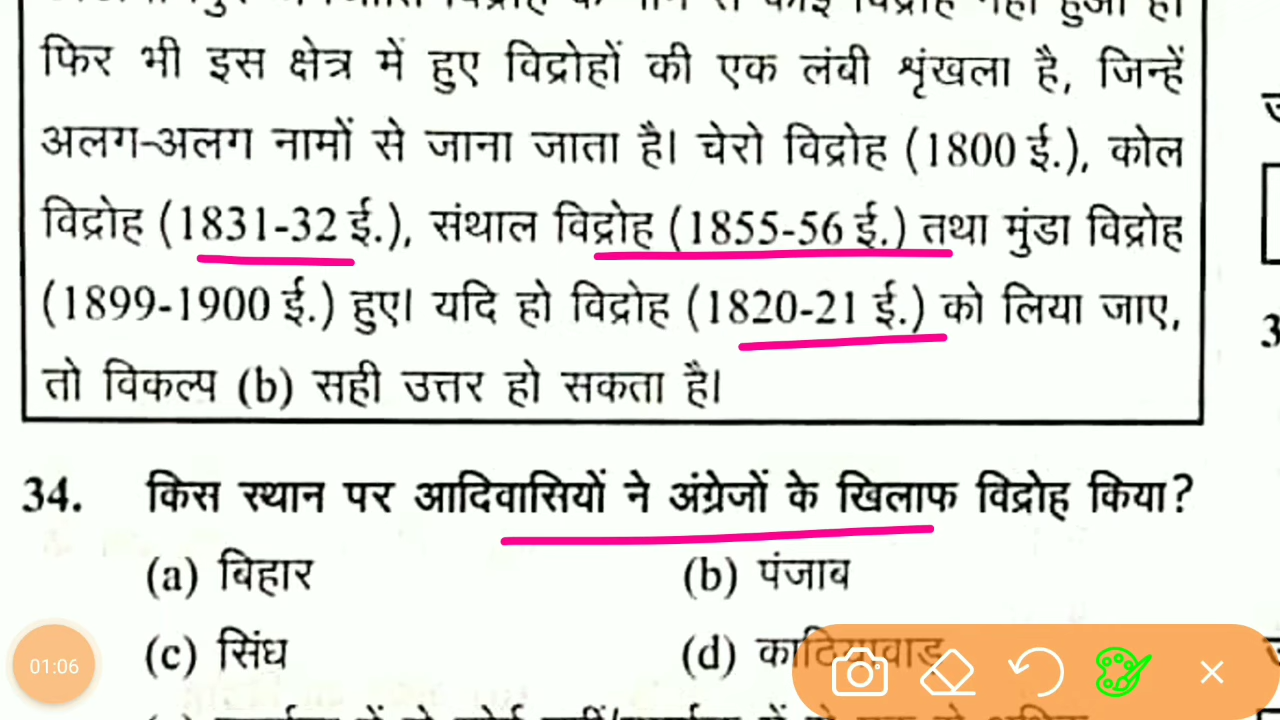 फिर भी इस क्षेत्र में हुए विद्रोहों की एक लंबी शृंखला है, जिन्हें
अलग-अलग नामों से जाना जाता है। चेरो विद्रोह (1800 ई.), कोल
विद्रोह (1831-32 ई.), संथाल विद्रोह (1855-56 ई.) तथा मुंडा विद्रोह
(1899-1900 ई.) हुए। यदि हो विद्रोह (1820-21 ई.) को लिया जाए,
तो विकल्प (b) सही उत्तर हो सकता है।
34. किस स्थान पर आदिवासियों ने अंग्रेजों के खिलाफ विद्रोह किया?
(a) बिहार (b) पंजाब
(c) सिंध (d) काठियावाड़
01:06